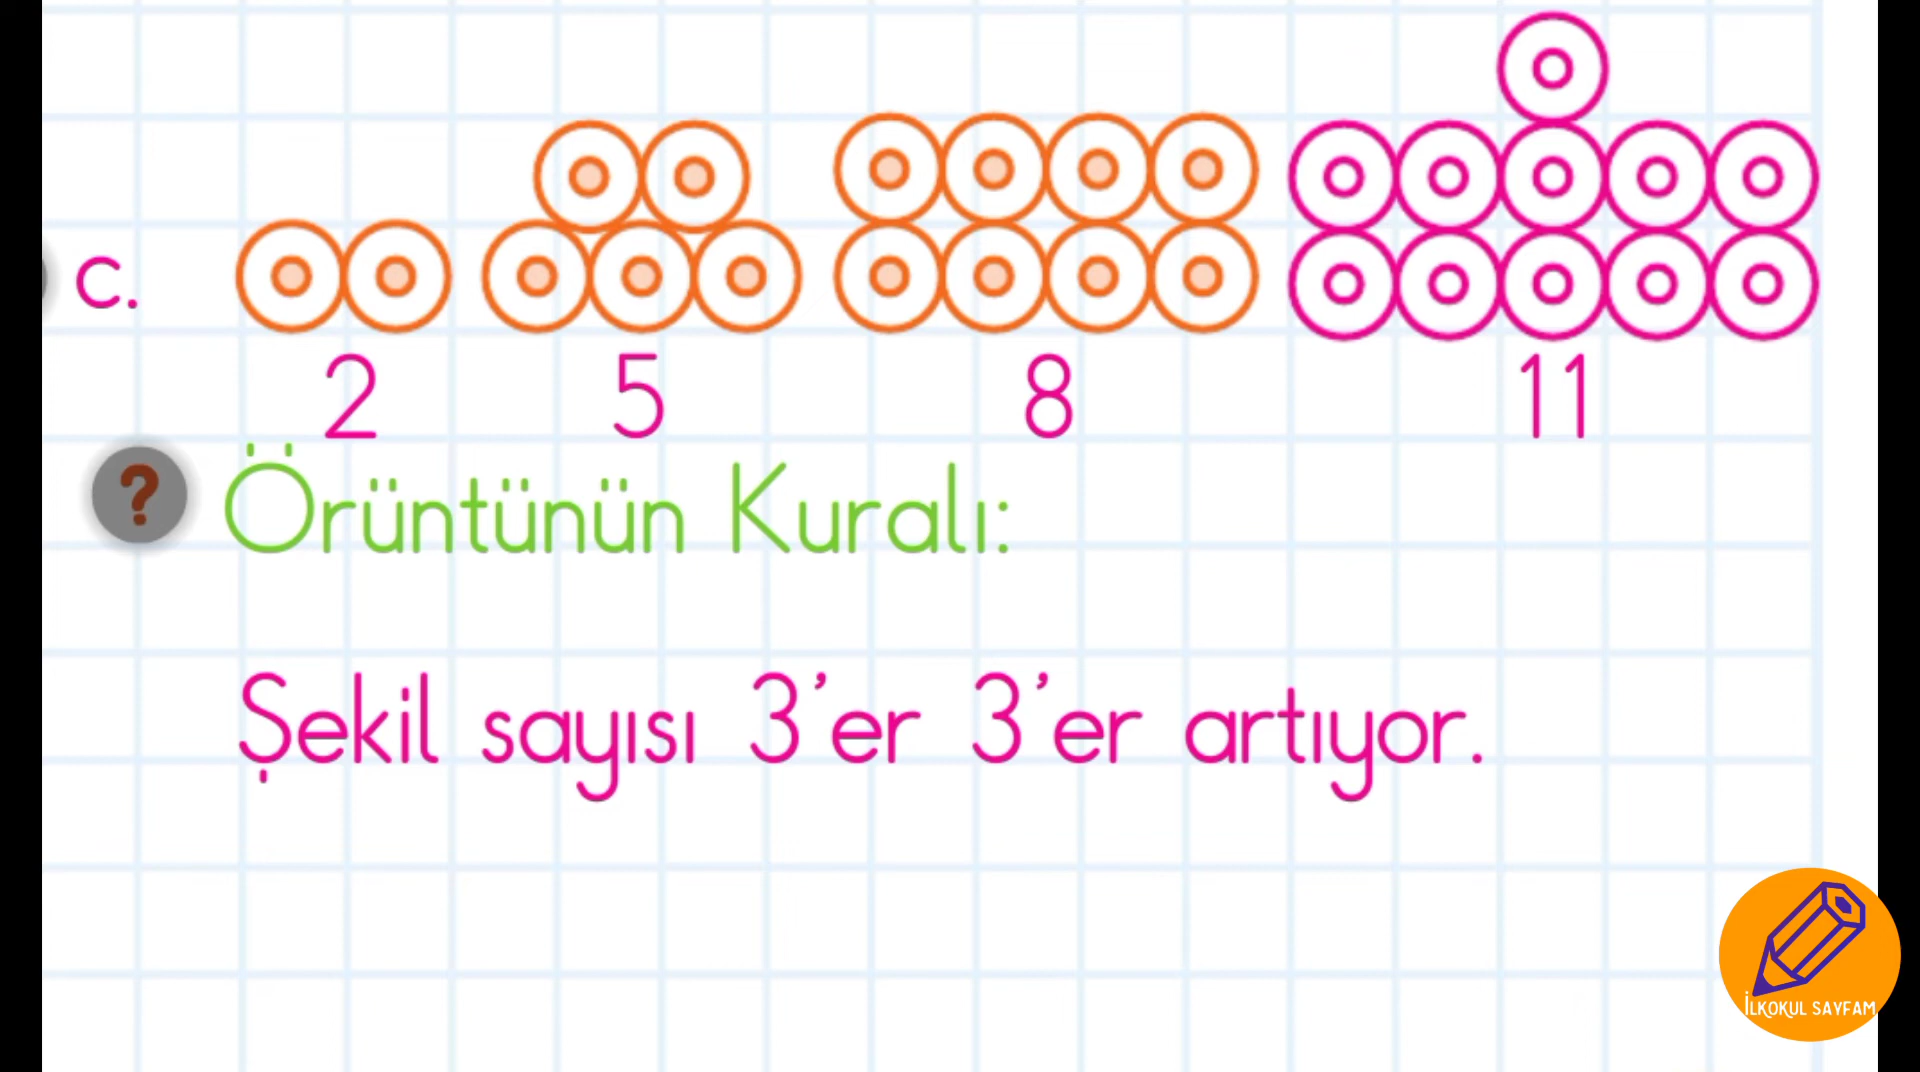 c.
2 5 8 11
? Örüntünün Kuralı:
Şekil sayısı 3'er 3'er artıyor.
İLKOKUL SAYFAM